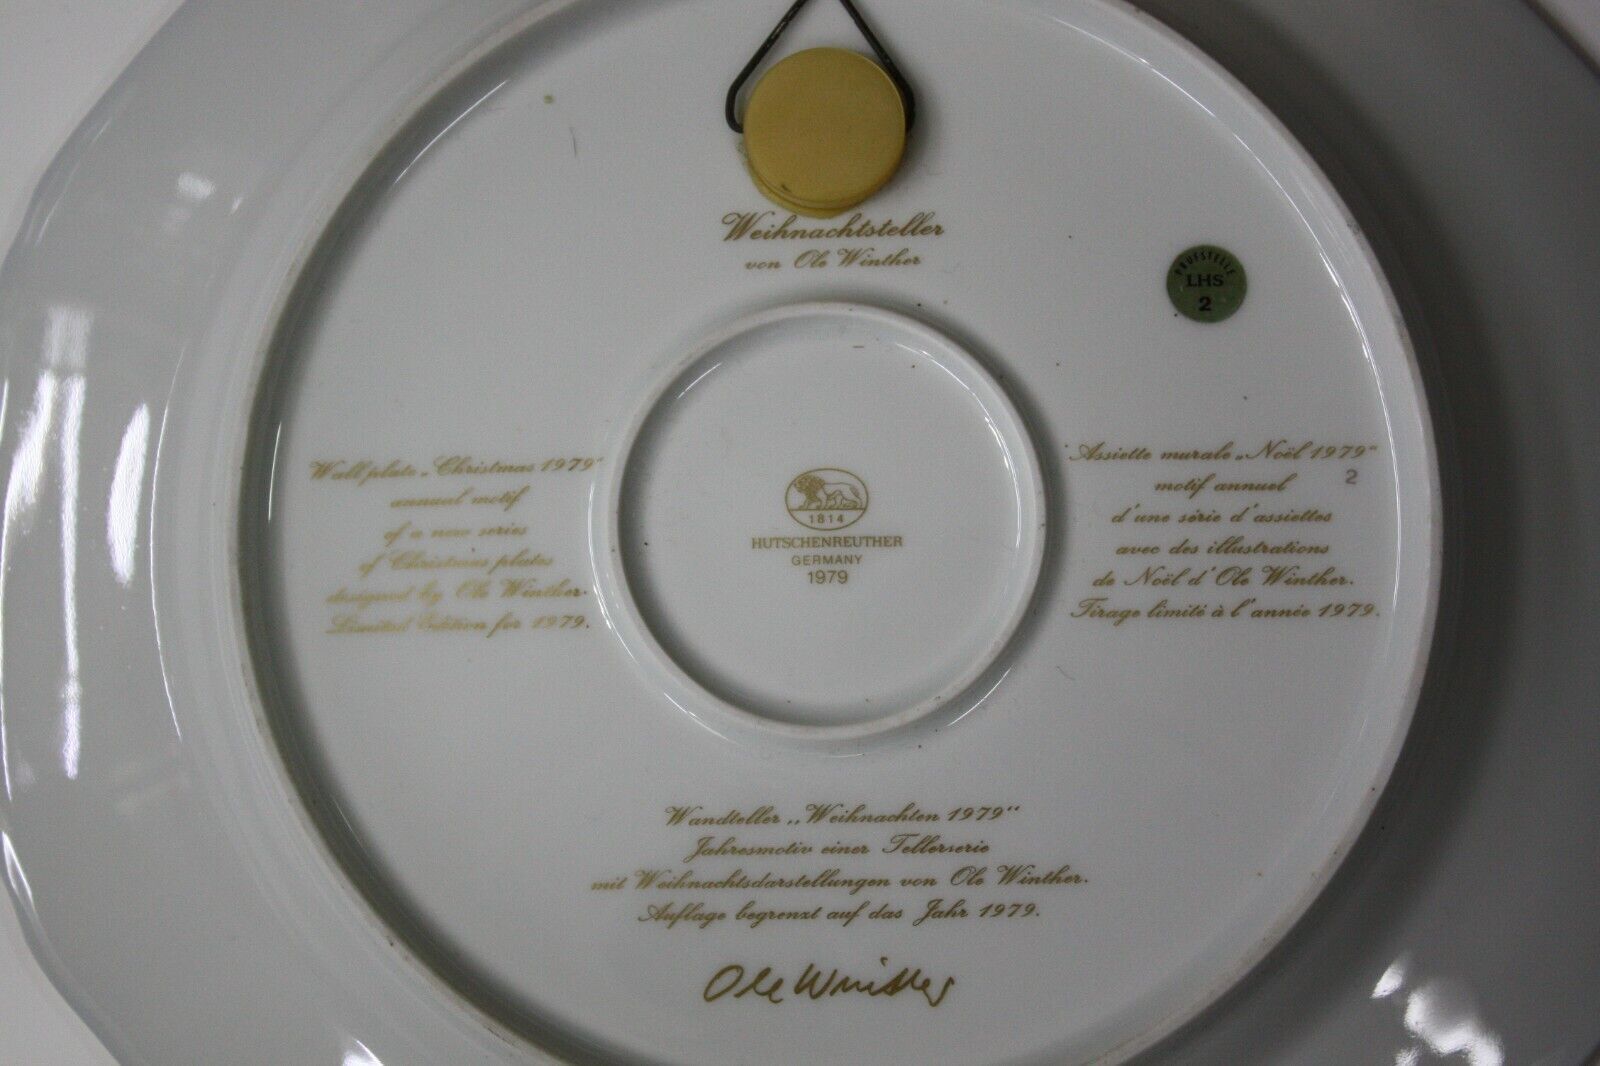 Weihnachtsteller
von Ole Winther
PRÜFSTELLE
LHS
2
Wall plate „Christmas 1979"
annual motif
of a new series
of Christmas plates
designed by Ole Winther.
Limited Edition for 1979.
1814
HUTSCHENREUTHER
GERMANY
1979
Assiette murale „Noël 1979"
motif annuel
2
d'une série d'assiettes
avec des illustrations
de Noël d'Ole Winther.
Tirage limité à l'année 1979.
Wandteller „Weihnachten 1979"
Jahresmotiv einer Tellerserie
mit Weihnachtsdarstellungen von Ole Winther.
Auflage begrenzt auf das Jahr 1979.
Ole Winther